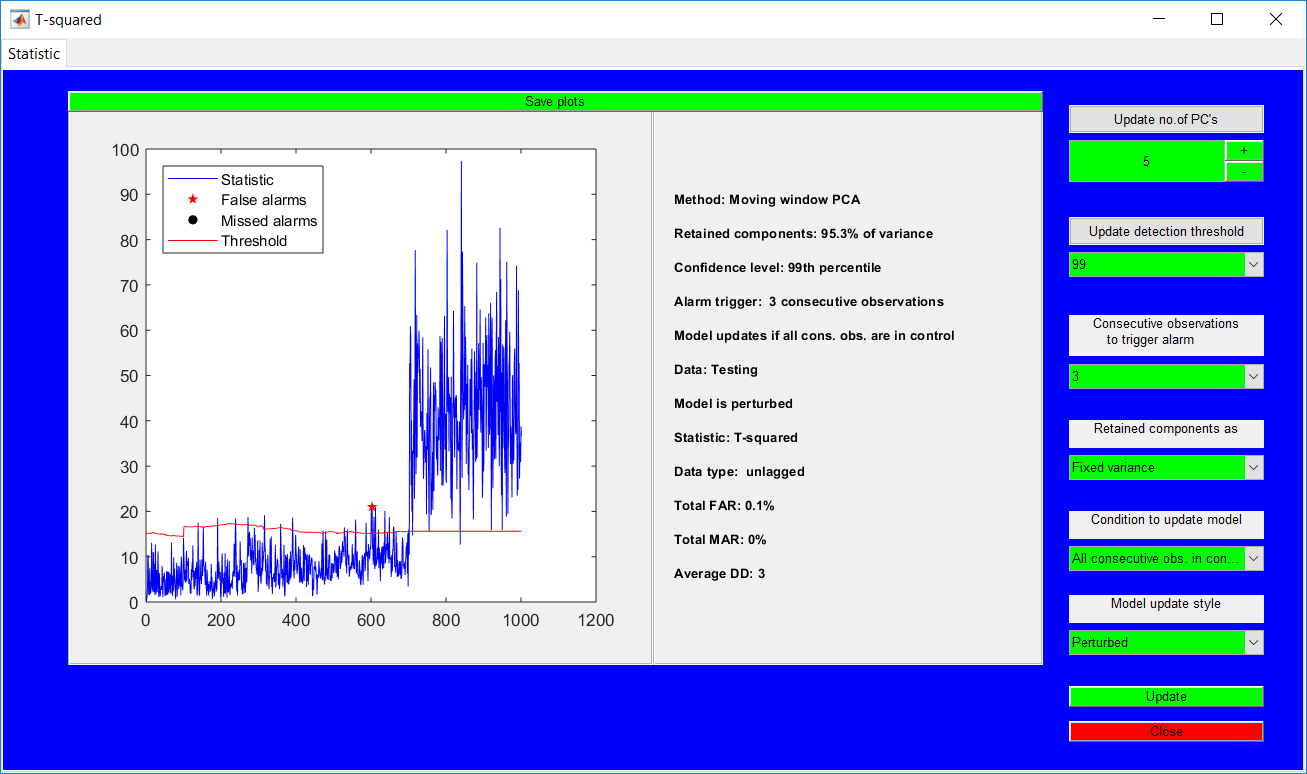 T-squared
Statistic
Save plots
100
90
80
70
60
50
40
30
20
10
0
0 200 400 600 800 1000 1200
Statistic
False alarms
Missed alarms
Threshold
Method: Moving window PCA
Retained components: 95.3% of variance
Confidence level: 99th percentile
Alarm trigger:  3 consecutive observations
Model updates if all cons. obs. are in control
Data: Testing
Model is perturbed
Statistic: T-squared
Data type:  unlagged
Total FAR: 0.1%
Total MAR: 0%
Average DD: 3
Update no.of PC's
5
+
-
Update detection threshold
99
Consecutive observations
to trigger alarm
3
Retained components as
Fixed variance
Condition to update model
All consecutive obs. in con...
Model update style
Perturbed
Update
Close